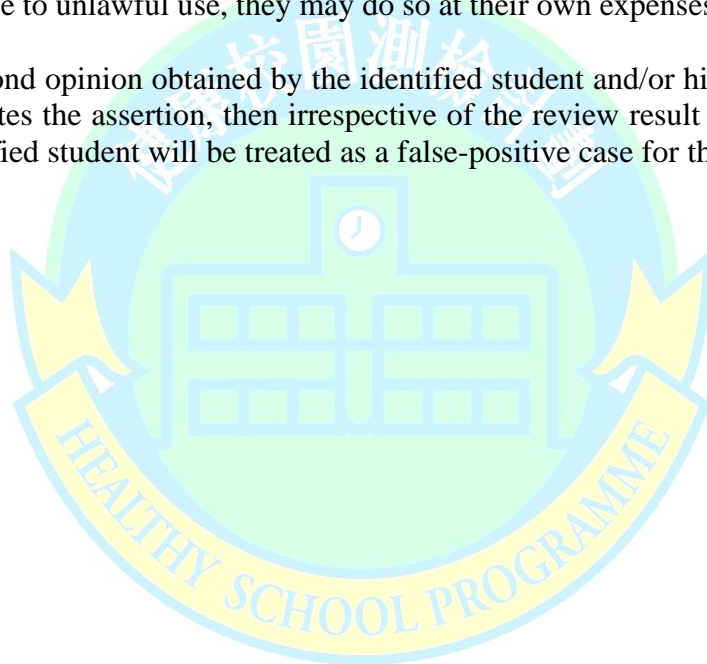 e to unlawful use, they may do so at their own expenses
ond opinion obtained by the identified student and/or hi
tes the assertion, then irrespective of the review result
fied student will be treated as a false-positive case for th
健康校園測檢計劃
HEALTHY SCHOOL PROGRAMME